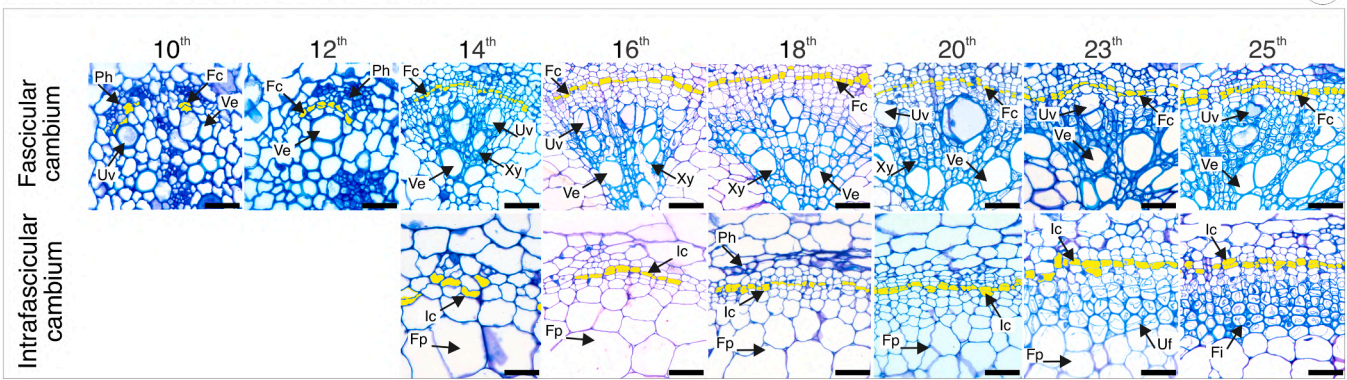 10th 12th 14th 16th 18th 20th 23th 25th
Fascicular
cambium
Ph Fc Ve Uv
Fc Ph Ve
Fc Uv Ve Xy
Fc Uv Ve Xy
Fc Xy Ve
Uv Fc Xy Ve
Uv Fc Ve
Uv Fc Ve
Intrafascicular
cambium
Ic Fp
Ic Fp
Ph Ic Fp
Ic Fp
Ic Uf Fp
Ic Fi